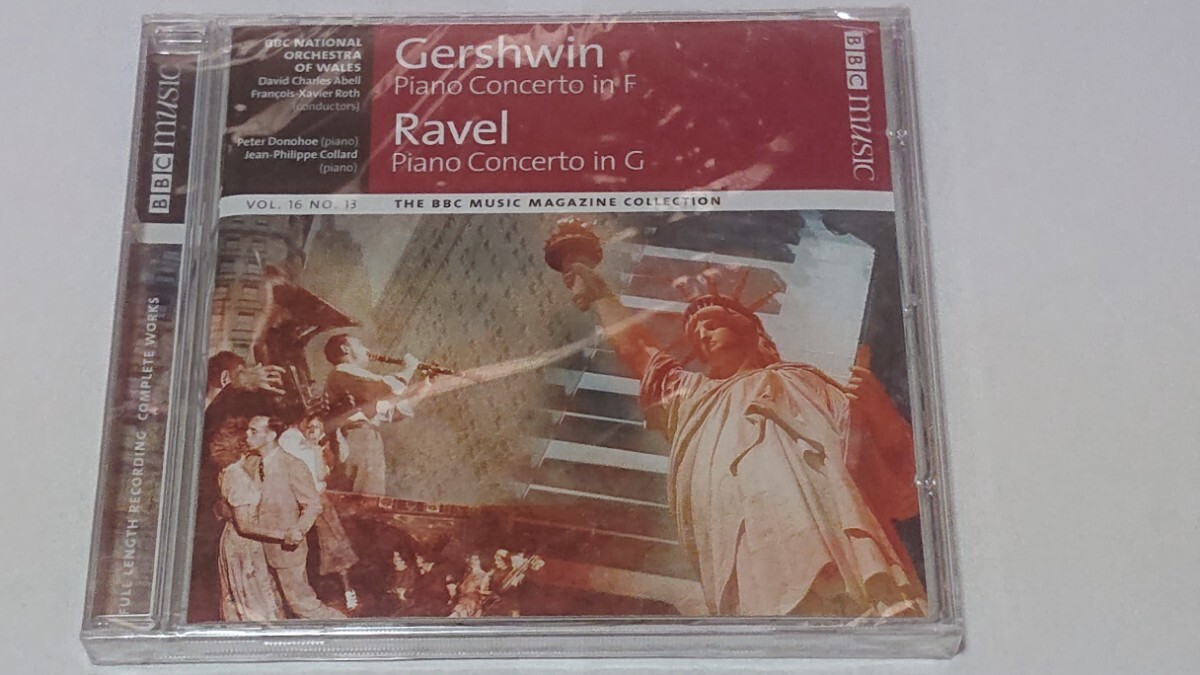 BBC NATIONAL
ORCHESTRA
OF WALES
David Charles Abell
François-Xavier Roth
(conductors)
Peter Donohoe (piano)
Jean-Philippe Collard
(piano)
Gershwin
Piano Concerto in F
Ravel
Piano Concerto in G
BBC MUSIC
VOL. 16 NO. 13
THE BBC MUSIC MAGAZINE COLLECTION
BBC MUSIC
FULL LENGTH RECORDING COMPLETE WORKS